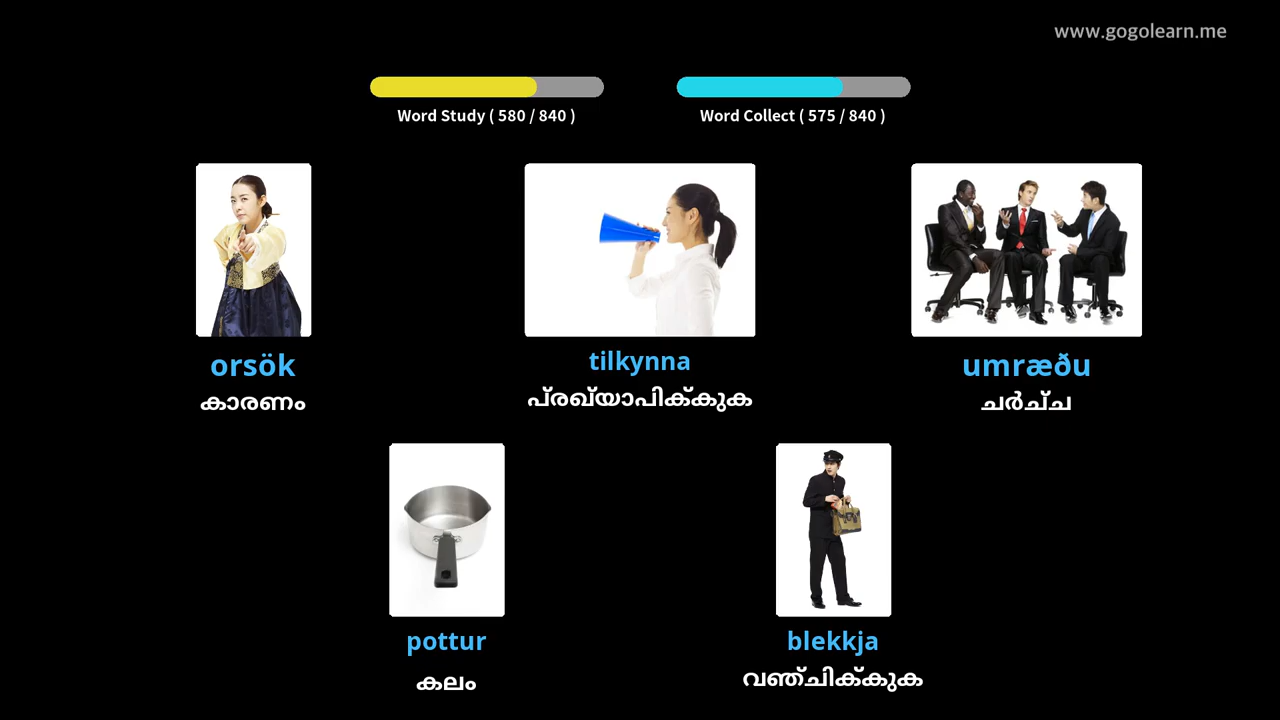 www.gogolearn.me
Word Study ( 580 / 840 )
Word Collect ( 575 / 840 )
orsök
കാരണം
tilkynna
പ്രഖ്യാപിക്കുക
umræðu
ചർച്ച
pottur
കലം
blekkja
വഞ്ചിക്കുക